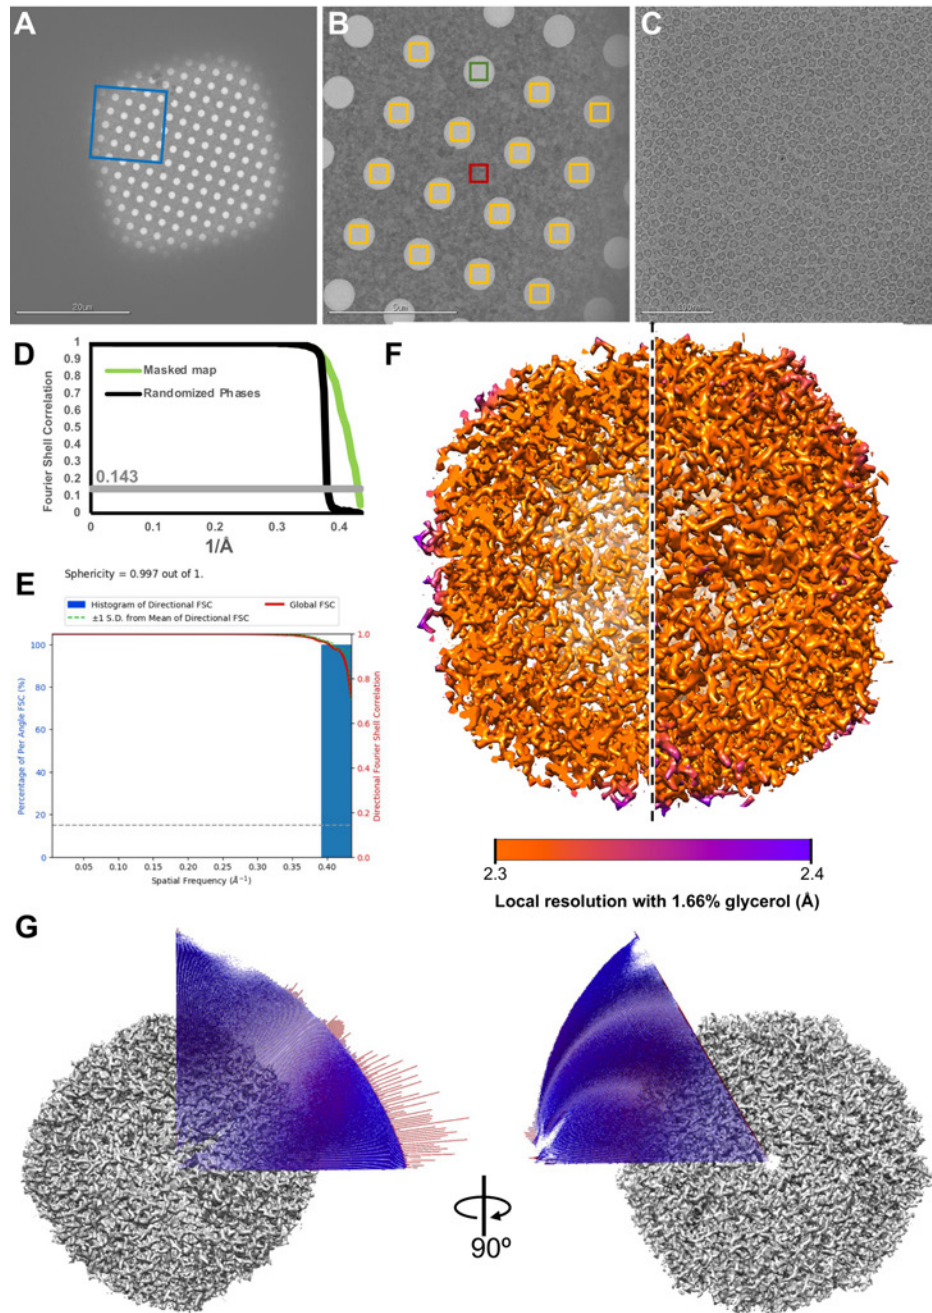 A
B
C
20um
5um
100nm
D
Fourier Shell Correlation
1
0.9
0.8
0.7
0.6
0.5
0.4
0.3
0.2
0.1
0
Masked map
Randomized Phases
0.143
0
0.1
0.2
0.3
0.4
1/Å
E
Sphericity = 0.997 out of 1.
Histogram of Directional FSC
Global FSC
±1 S.D. from Mean of Directional FSC
Percentage of Per Angle FSC (%)
100
80
60
40
20
0
1.0
0.8
0.6
0.4
0.2
0.0
Directional Fourier Shell Correlation
0.05
0.10
0.15
0.20
0.25
0.30
0.35
0.40
Spatial Frequency (Å⁻¹)
F
2.3
2.4
Local resolution with 1.66% glycerol (Å)
G
90º